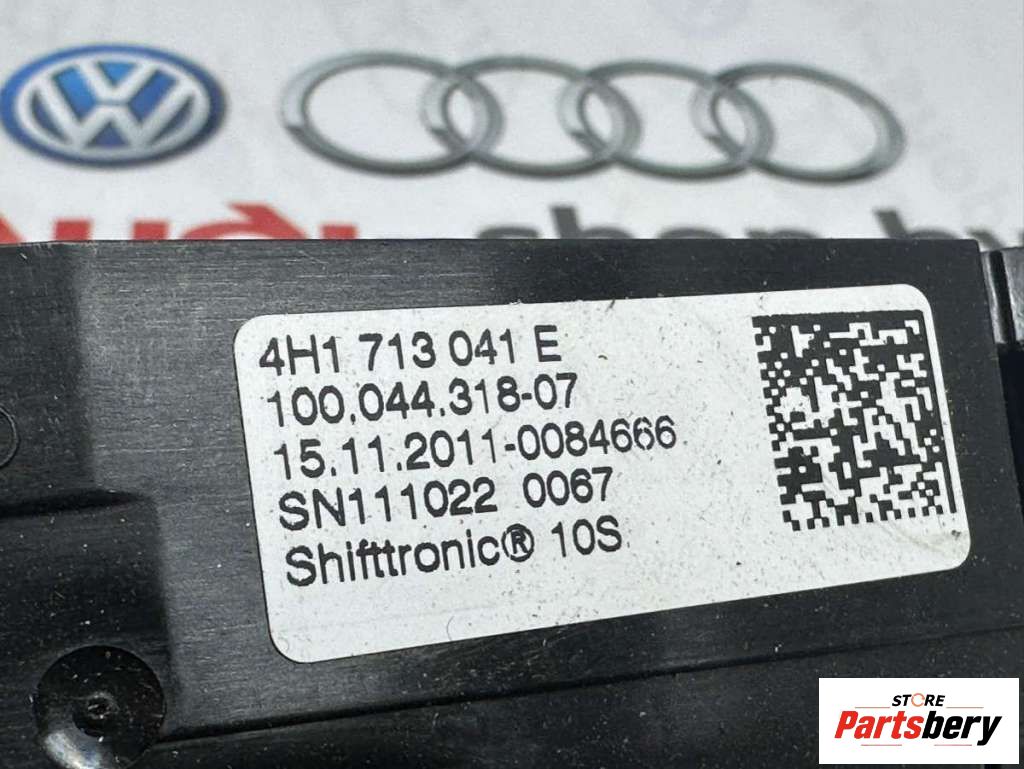 4H1 713 041 E
100.044.318-07
15.11.2011-0084666
SN111022 0067
Shifttronic® 10S
STORE
Partsbery